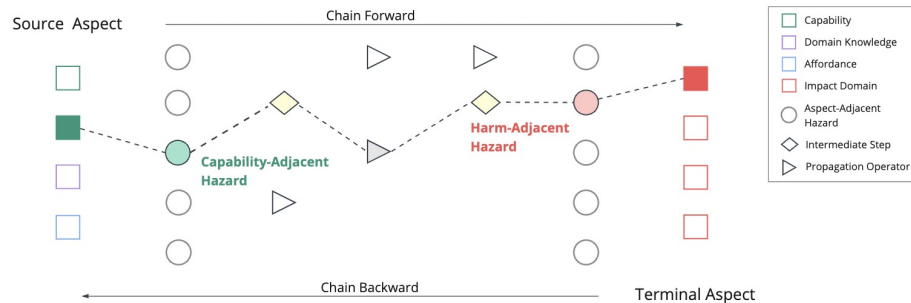 Chain Forward
Source Aspect
Capability-Adjacent
Hazard
Harm-Adjacent
Hazard
Chain Backward
Terminal Aspect
Capability
Domain Knowledge
Affordance
Impact Domain
Aspect-Adjacent
Hazard
Intermediate Step
Propagation Operator